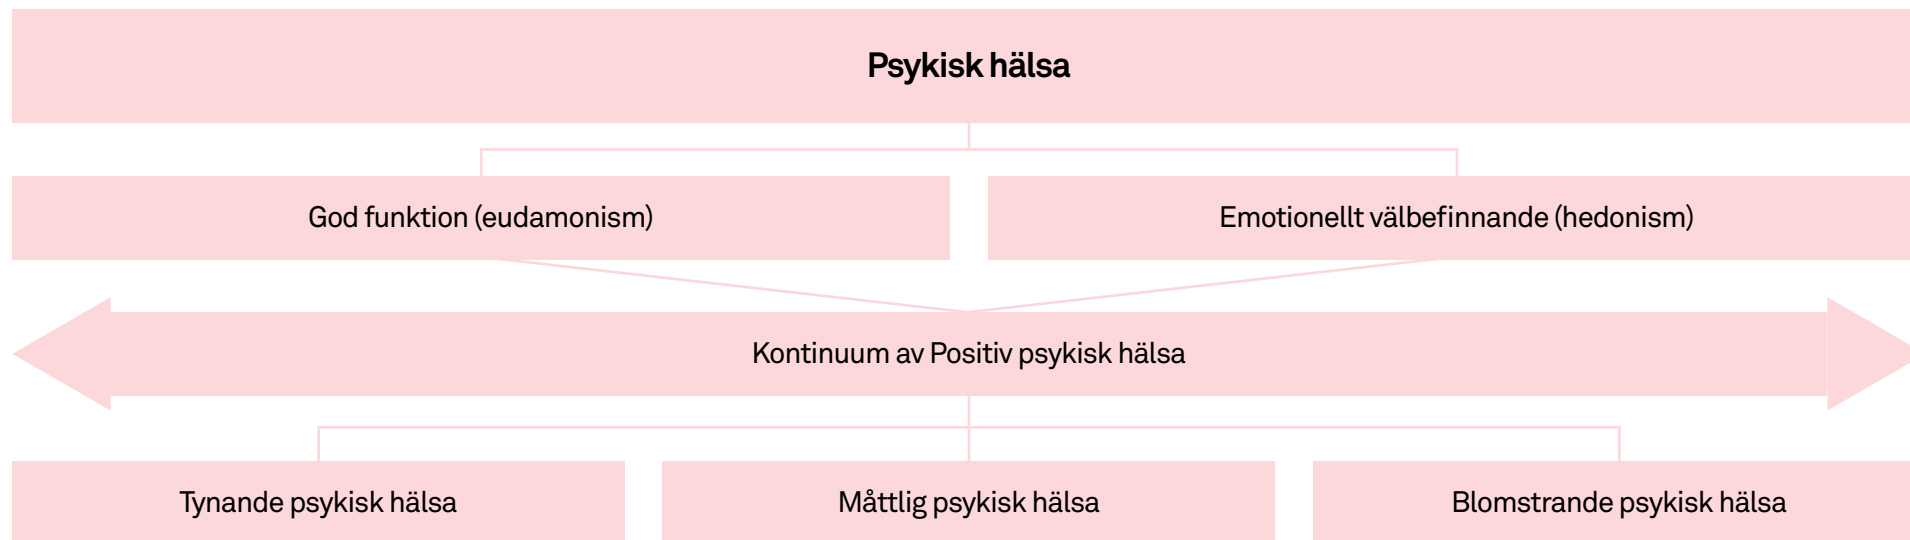 Psykisk hälsa
God funktion (eudamonism)
Emotionellt välbefinnande (hedonism)
Kontinuum av Positiv psykisk hälsa
Tynande psykisk hälsa
Måttlig psykisk hälsa
Blomstrande psykisk hälsa